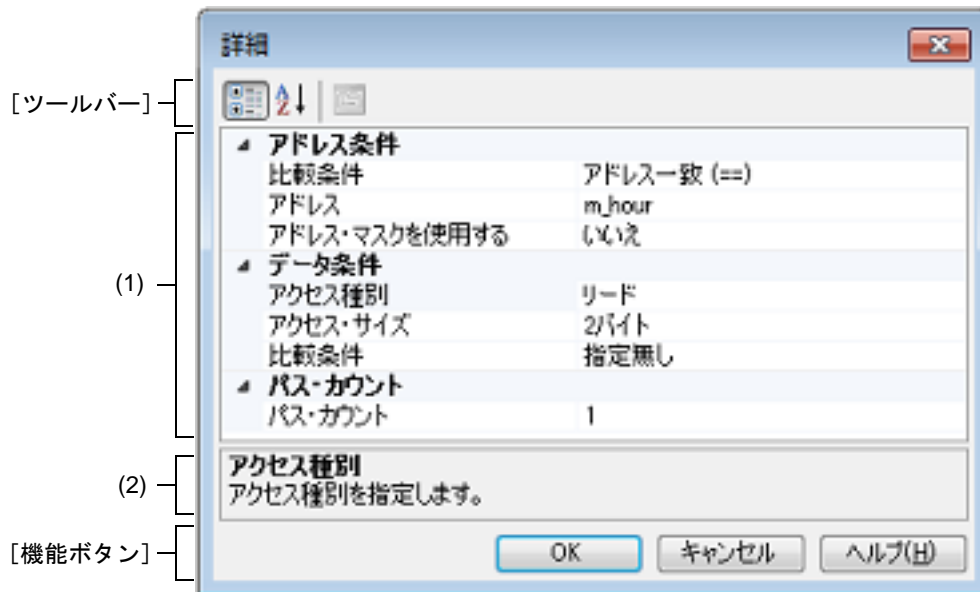 詳細
[ツールバー]
(1)
アドレス条件
比較条件 アドレス一致 (==)
アドレス m_hour
アドレス・マスクを使用する いいえ
データ条件
アクセス種別 リード
アクセス・サイズ 2バイト
比較条件 指定無し
パス・カウント
パス・カウント 1
(2)
アクセス種別
アクセス種別を指定します。
[機能ボタン]
OK キャンセル ヘルプ(H)